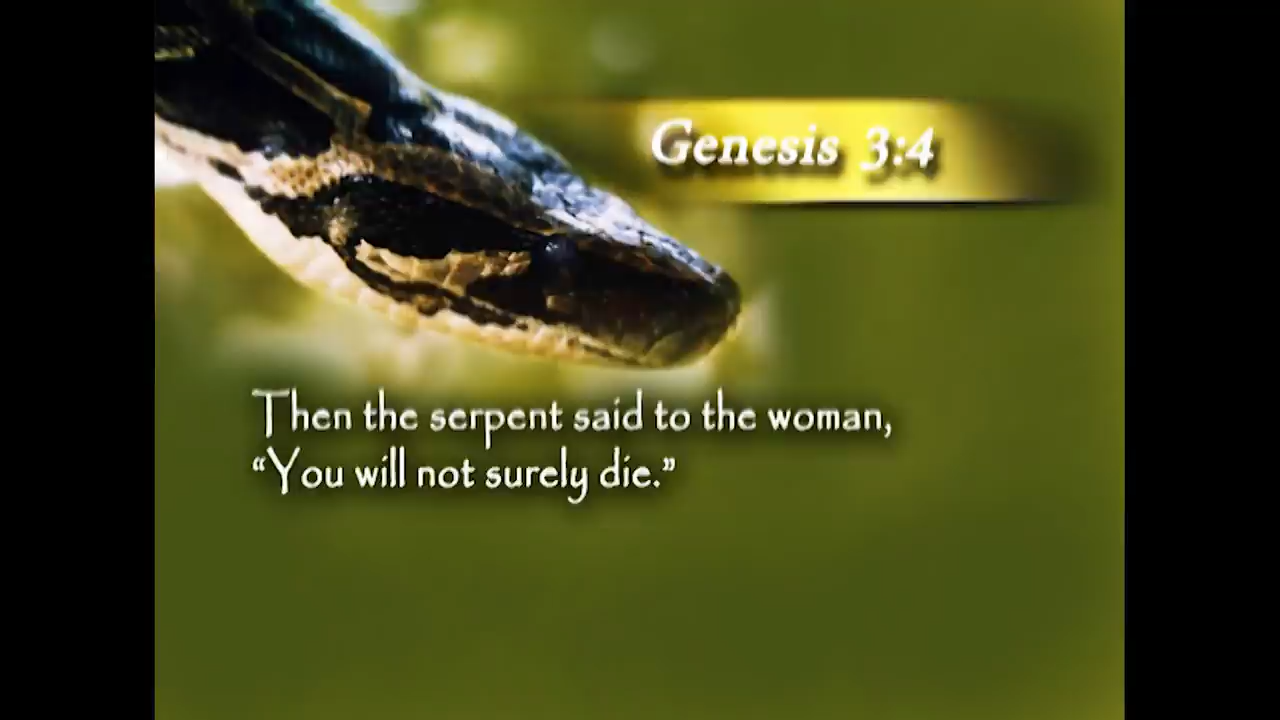 Genesis 3:4
Then the serpent said to the woman,
“You will not surely die.”